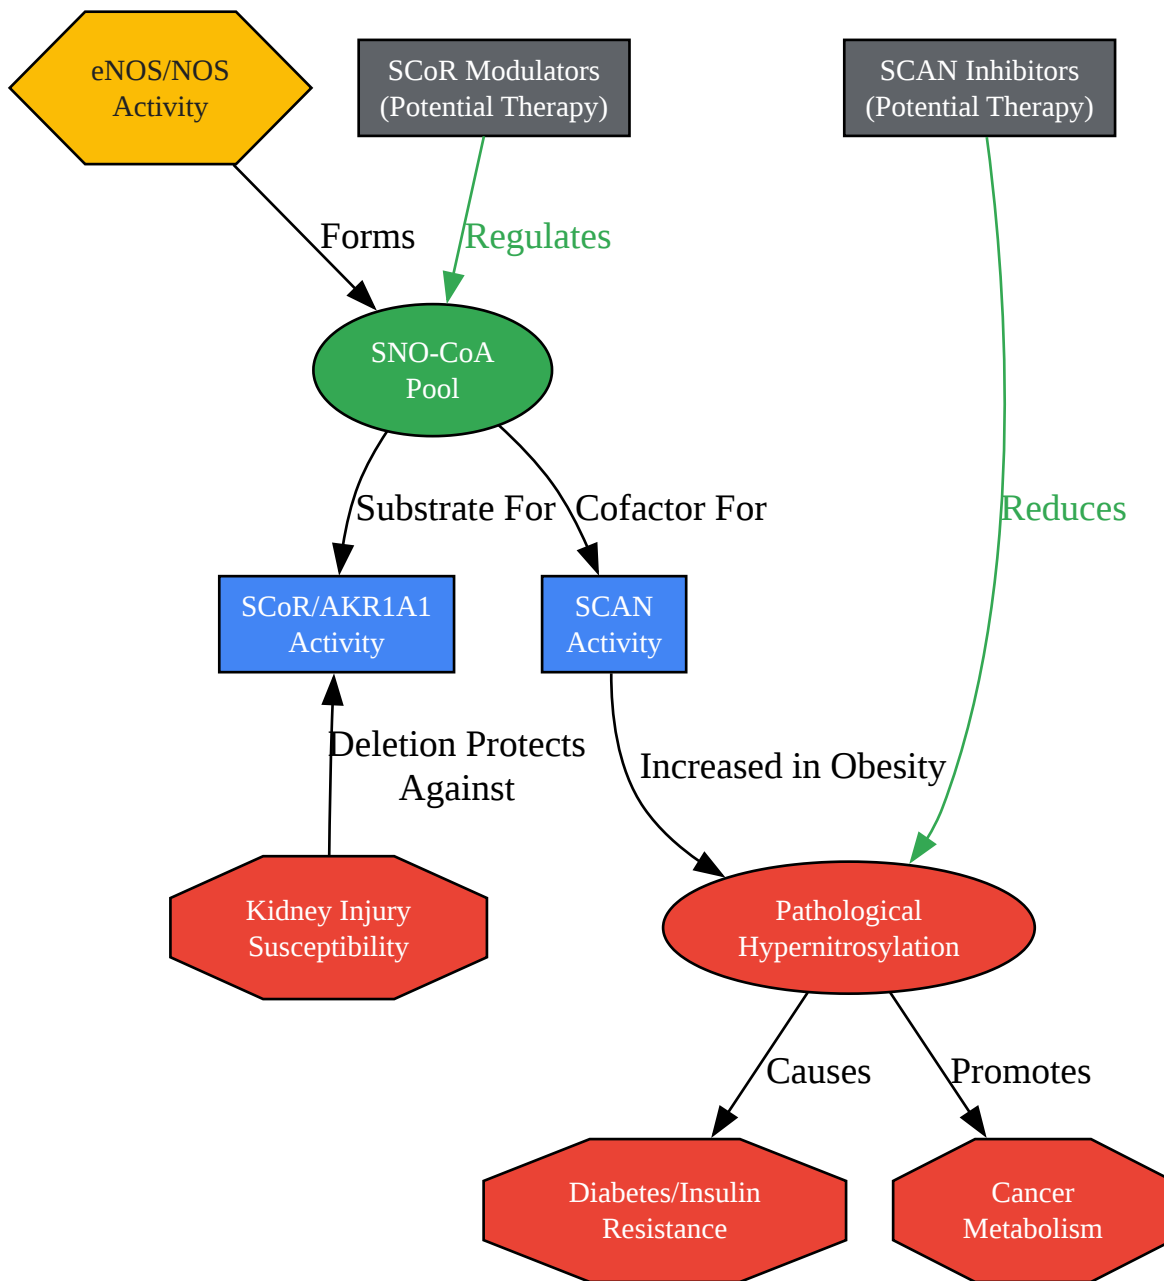 eNOS/NOS
Activity
SCoR Modulators
(Potential Therapy)
SCAN Inhibitors
(Potential Therapy)
Forms
Regulates
SNO-CoA
Pool
Substrate For
Cofactor For
Reduces
SCoR/AKR1A1
Activity
SCAN
Activity
Deletion Protects
Against
Increased in Obesity
Kidney Injury
Susceptibility
Pathological
Hypernitrosylation
Causes
Promotes
Diabetes/Insulin
Resistance
Cancer
Metabolism